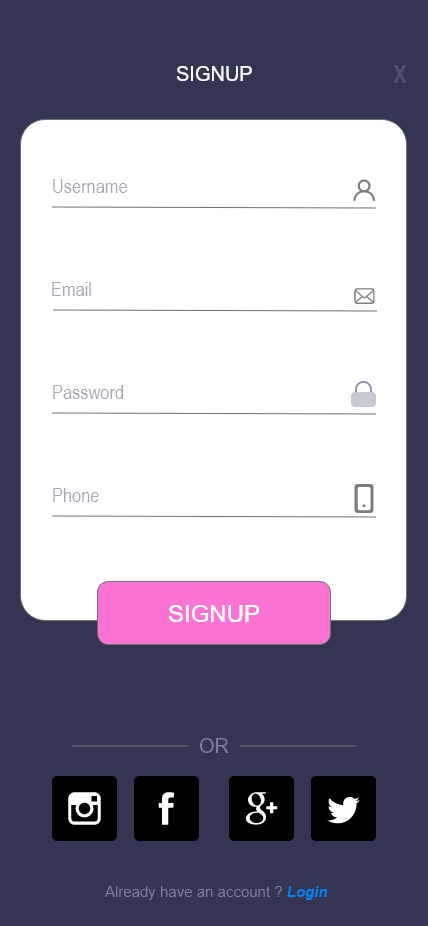 SIGNUP X
Username
Email
Password
Phone
SIGNUP
OR
Already have an account ? Login